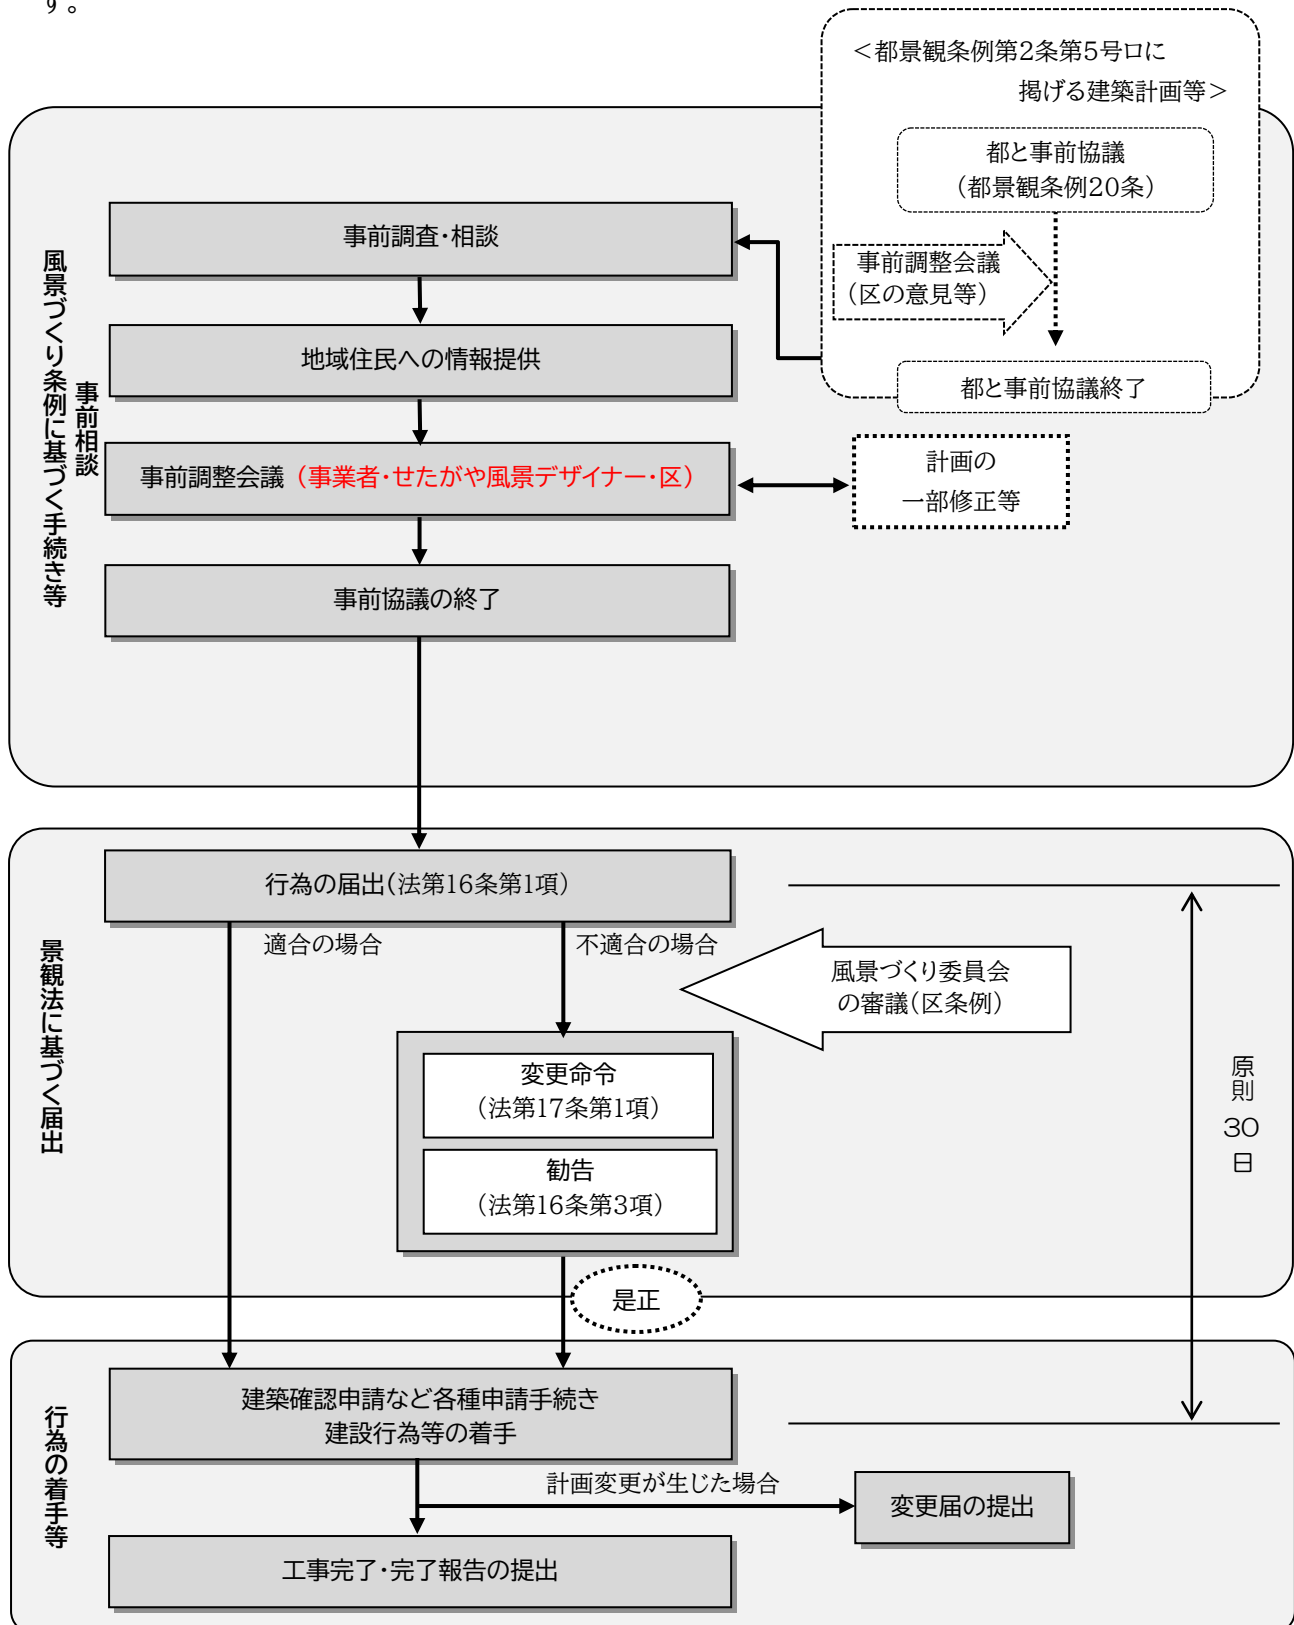 す。
＜都景観条例第2条第5号ロに
掲げる建築計画等＞
都と事前協議
（都景観条例20条）
事前調整会議
（区の意見等）
都と事前協議終了
風景づくり条例に基づく手続き等
事前相談
事前調査・相談
地域住民への情報提供
事前調整会議（事業者・せたがや風景デザイナー・区）
計画の
一部修正等
事前協議の終了
景観法に基づく届出
行為の届出（法第16条第1項）
適合の場合
不適合の場合
風景づくり委員会
の審議（区条例）
変更命令
（法第17条第1項）
勧告
（法第16条第3項）
是正
原則
30
日
行為の着手等
建築確認申請など各種申請手続き
建設行為等の着手
計画変更が生じた場合
変更届の提出
工事完了・完了報告の提出